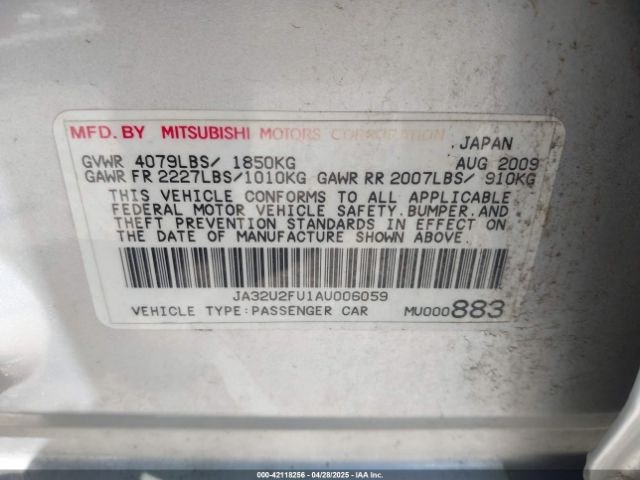 MFD.BY MITSUBISHI MOTORS CORPORATION
.JAPAN
GVWR 4079LBS/ 1850KG AUG 2009
GAWR FR 2227LBS/1010KG GAWR RR 2007LBS/ 910KG
THIS VEHICLE CONFORMS TO ALL APPLICABLE
FEDERAL MOTOR VEHICLE SAFETY.BUMPER.AND
THEFT PREVENTION STANDARDS IN EFFECT ON
THE DATE OF MANUFACTURE SHOWN ABOVE.
JA32U2FU1AU006059
VEHICLE TYPE:PASSENGER CAR MU000883
000-42118256 - 04/28/2025 - IAAI.COM